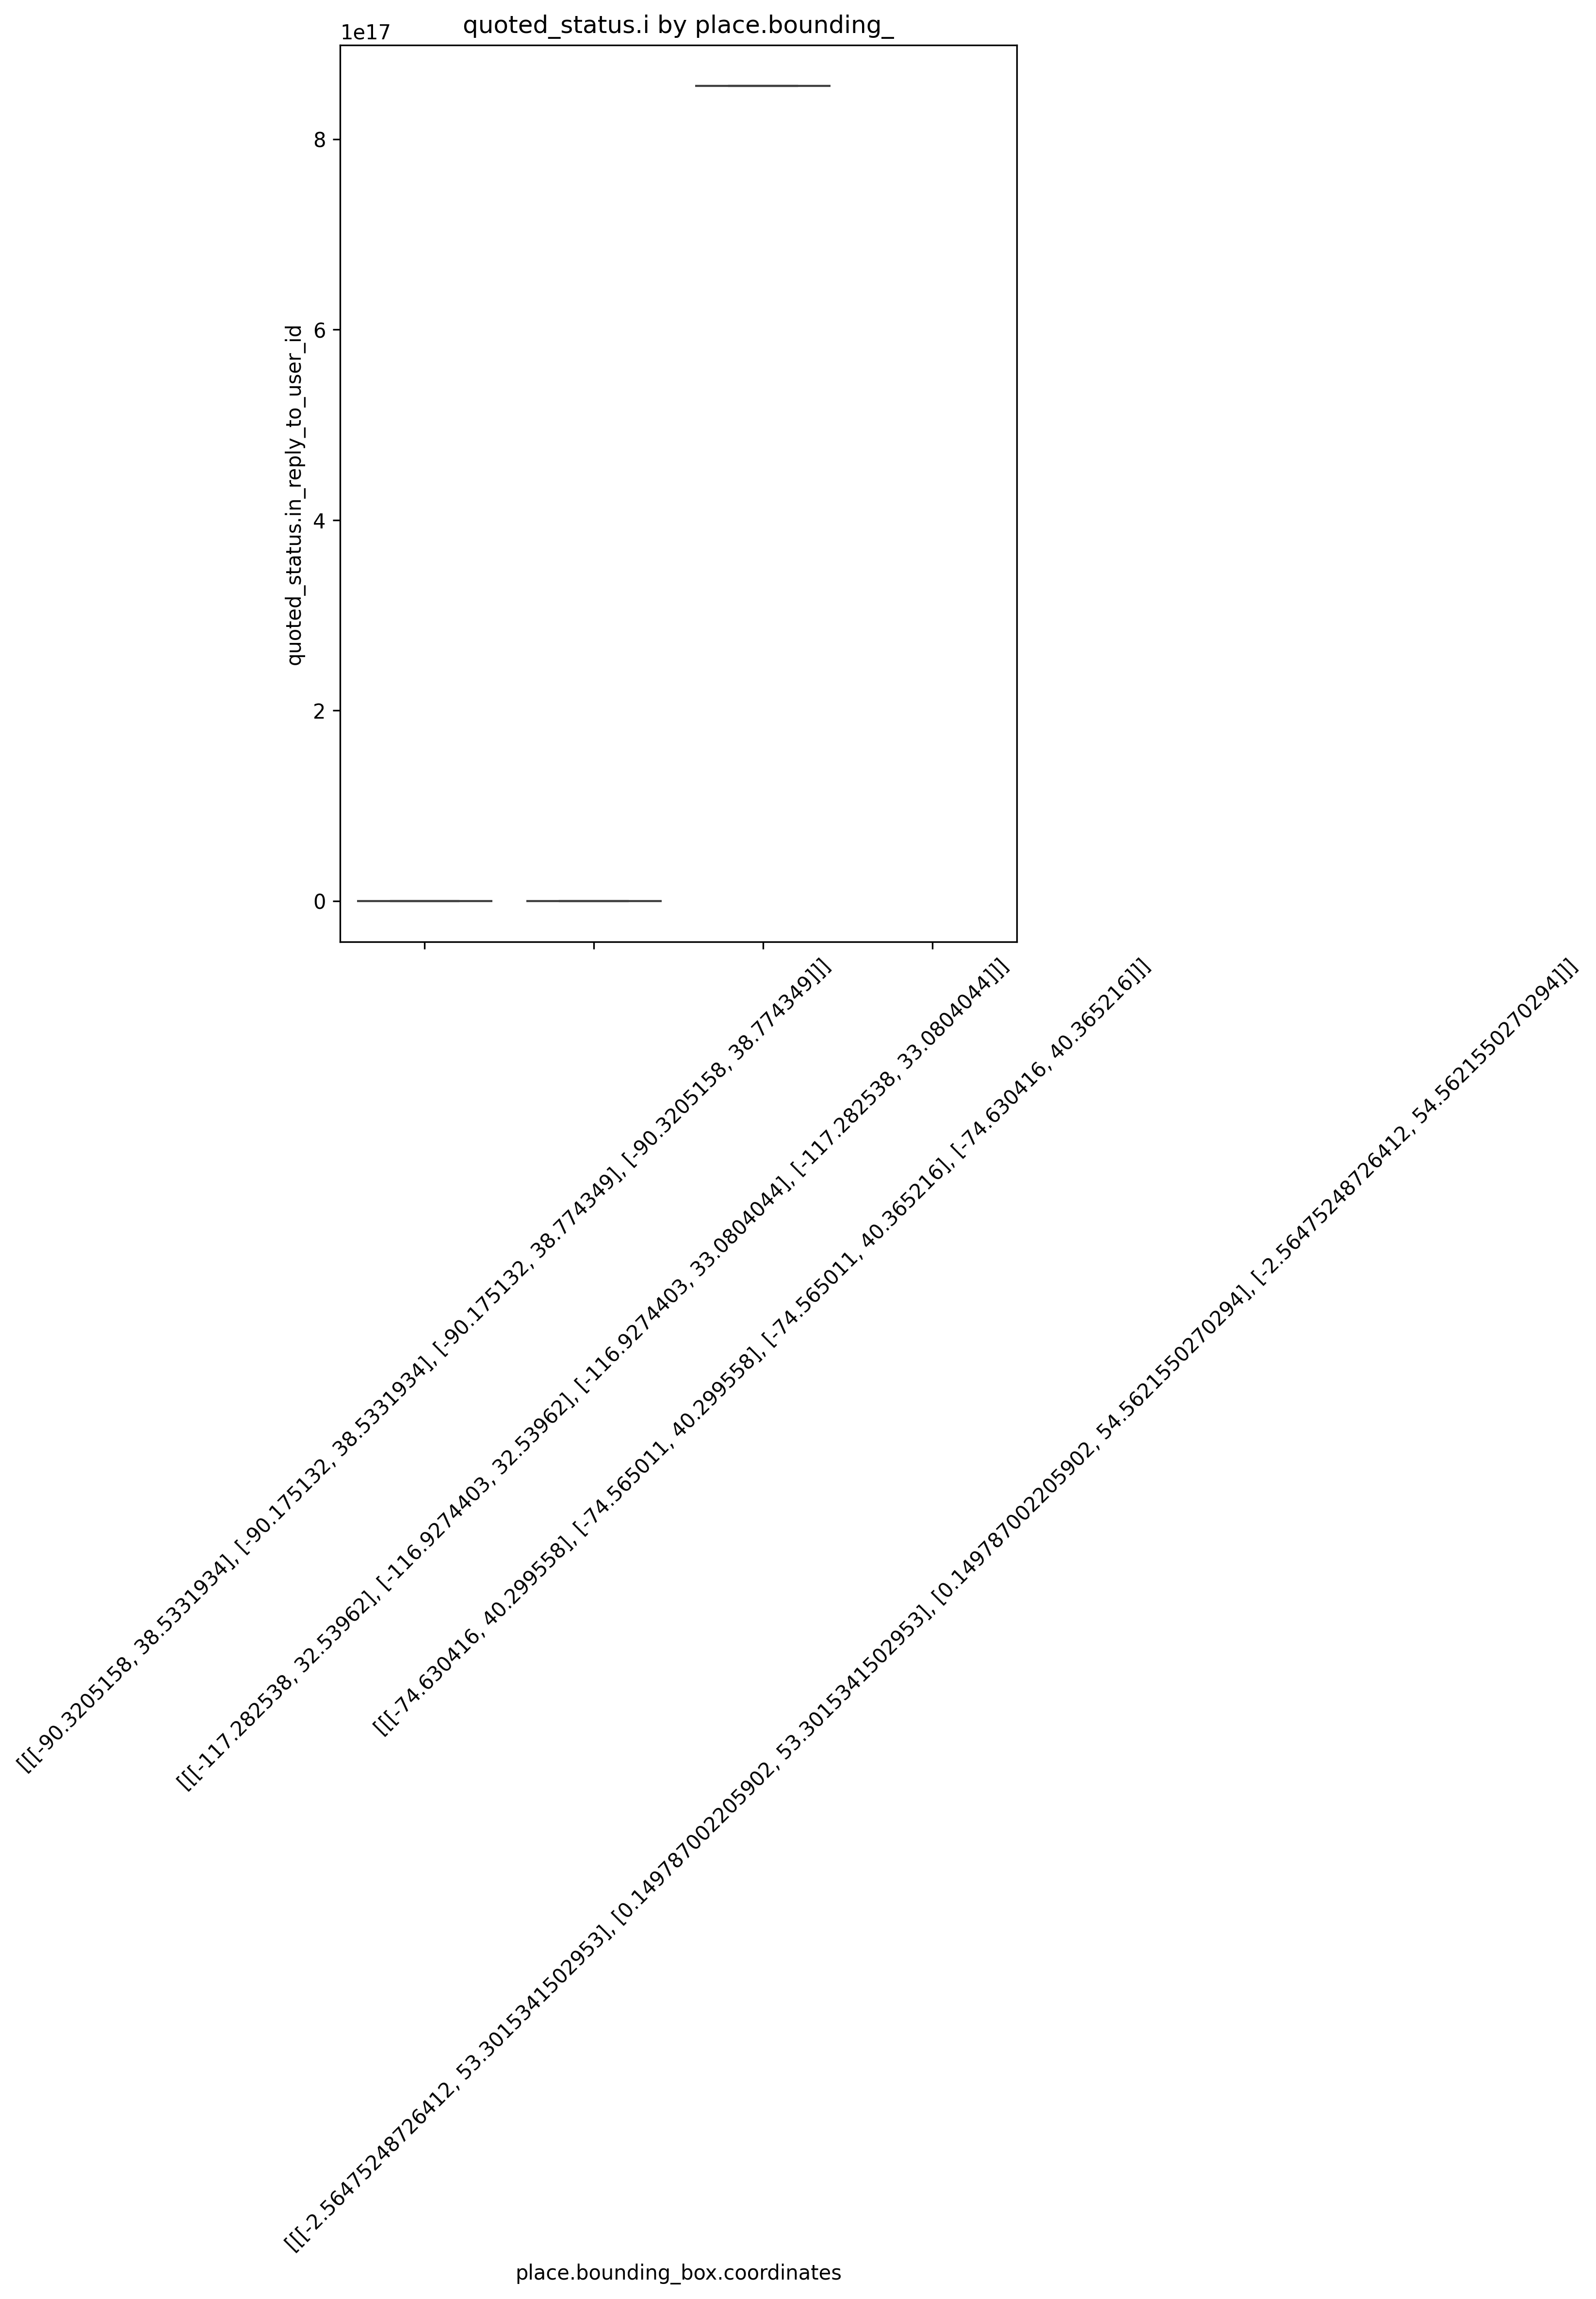 quoted_status.i by place.bounding_
1e17
8
6
4
2
0
quoted_status.in_reply_to_user_id
[[[-90.3205158, 38.5331934], [-90.175132, 38.5331934], [-90.175132, 38.774349], [-90.3205158, 38.774349]]]
[[[-117.282538, 32.53962], [-116.9274403, 32.53962], [-116.9274403, 33.0804044], [-117.282538, 33.0804044]]]
[[[-74.630416, 40.299558], [-74.565011, 40.299558], [-74.565011, 40.365216], [-74.630416, 40.365216]]]
[[[-2.56475248726412, 53.3015341502953], [0.149787002205902, 53.3015341502953], [0.149787002205902, 54.5621550270294], [-2.56475248726412, 54.5621550270294]]]
place.bounding_box.coordinates